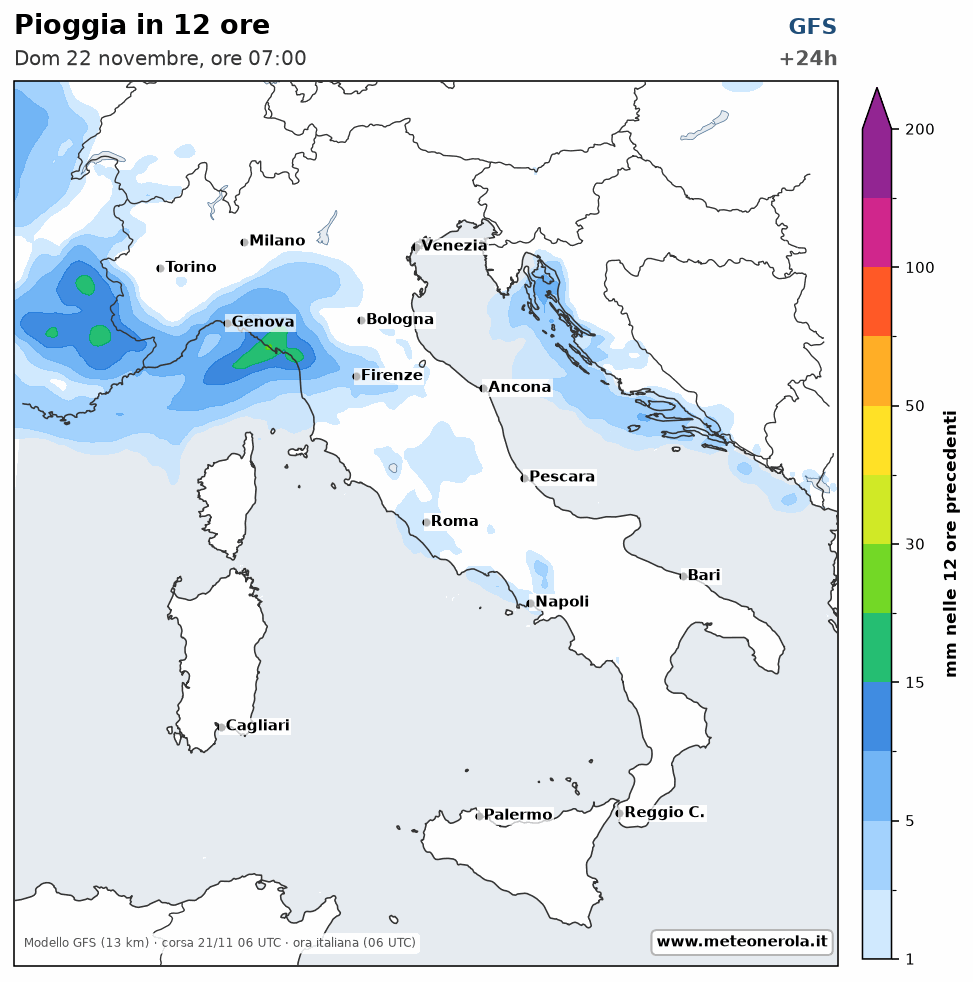 Pioggia in 12 ore
GFS
Dom 22 novembre, ore 07:00
+24h
200
100
50
30
15
5
1
mm nelle 12 ore precedenti
Milano
Venezia
Torino
Genova
Bologna
Firenze
Ancona
Pescara
Roma
Bari
Napoli
Cagliari
Palermo
Reggio C.
Modello GFS (13 km) · corsa 21/11 06 UTC · ora italiana (06 UTC)
www.meteonerola.it